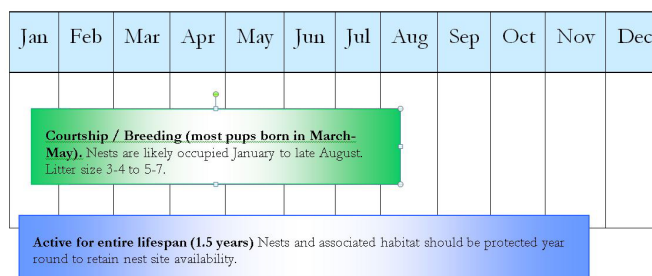 Jan Feb Mar Apr May Jun Jul Aug Sep Oct Nov Dec
Courtship / Breeding (most pups born in March-
May). Nests are likely occupied January to late August.
Litter size 3-4 to 5-7.
Active for entire lifespan (1.5 years) Nests and associated habitat should be protected year
round to retain nest site availability.